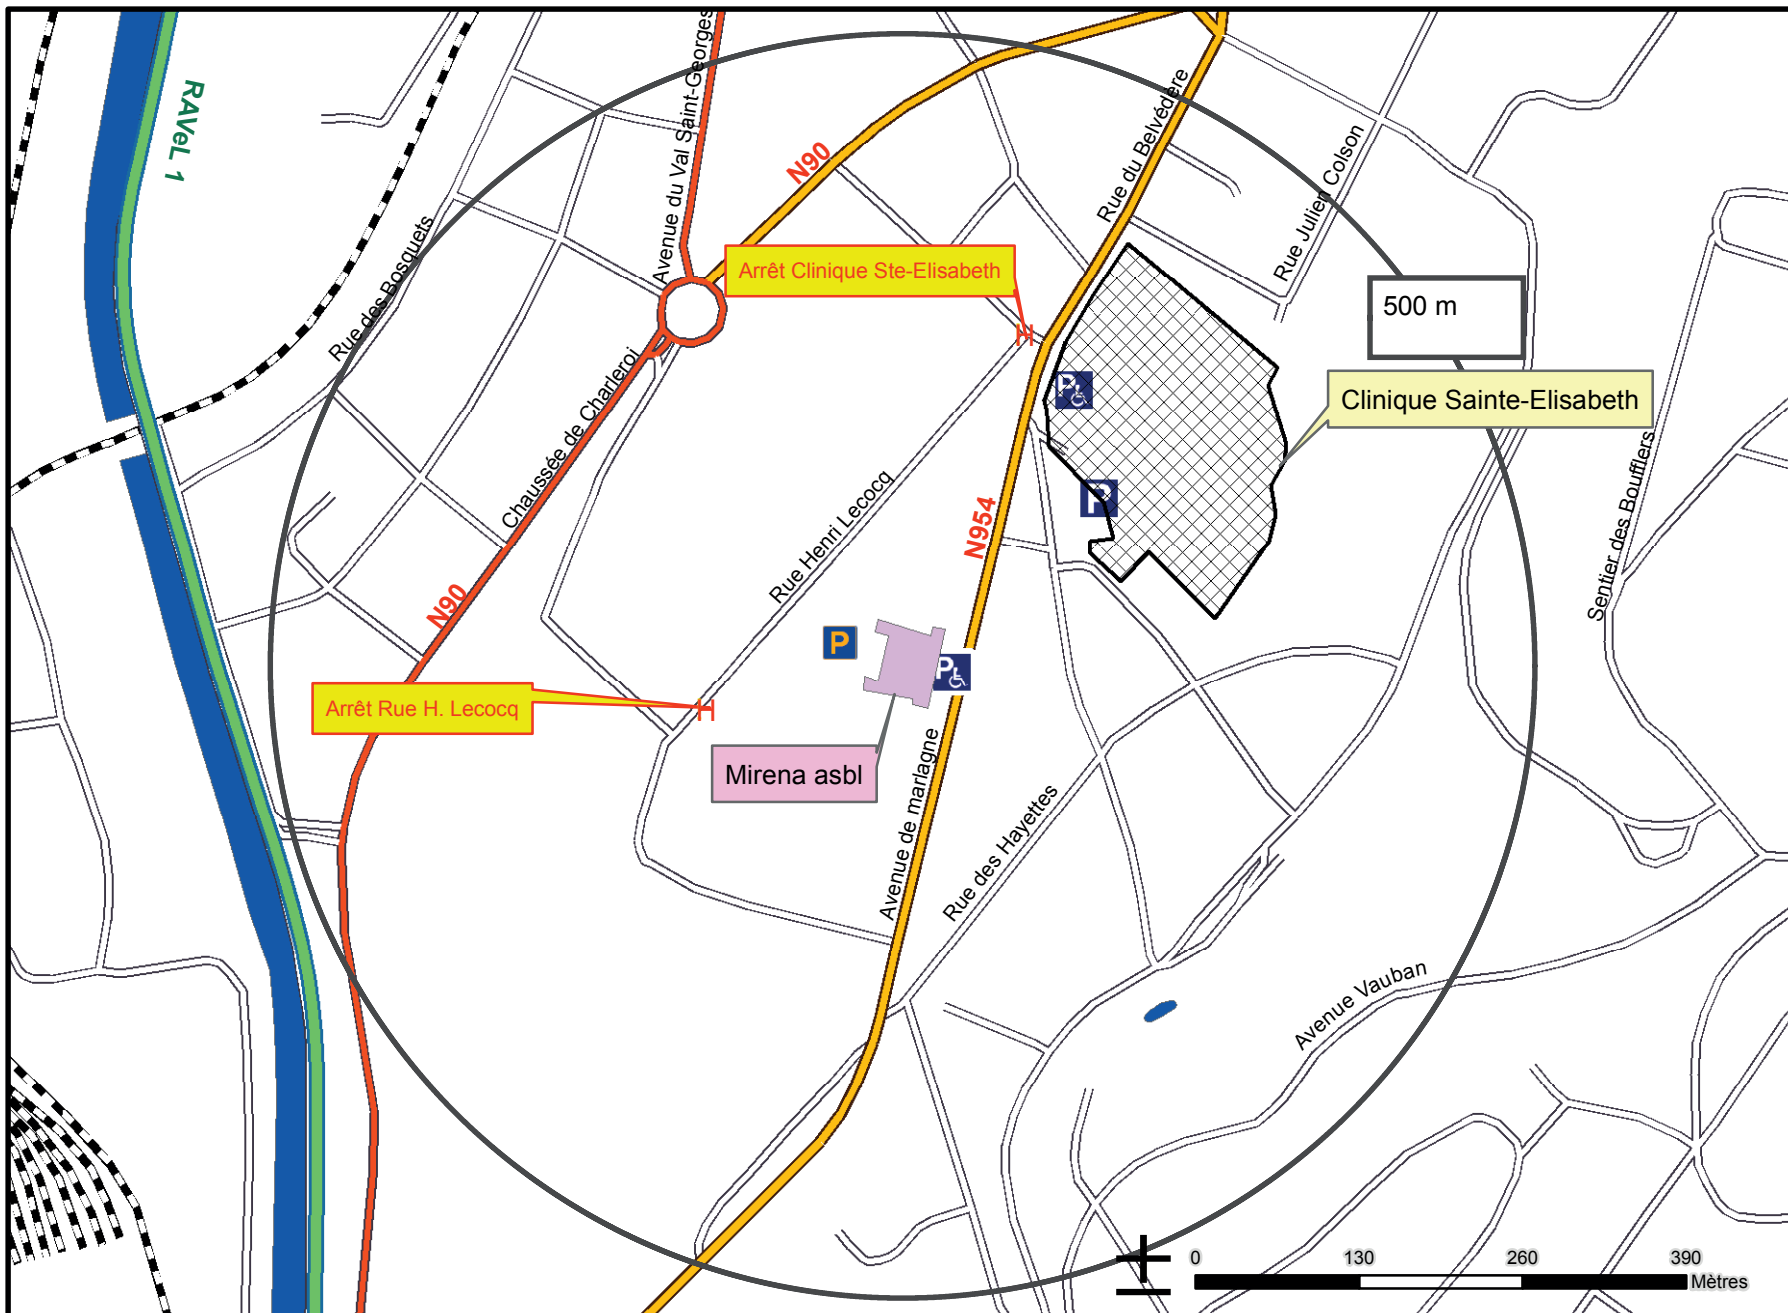 RAVeL 1
Avenue du Val Saint-Georges
N90
Rue du Belvédère
Rue Julien Colson
Rue des Bosquets
Arrêt Clinique Ste-Elisabeth
500 m
Chaussée de Charleroi
P
Clinique Sainte-Elisabeth
Rue Henri Lecocq
P
N954
Sentier des Boufflers
N90
P
P
Arrêt Rue H. Lecocq
Mirena asbl
Avenue de marlagne
Rue des Hayettes
Avenue Vauban
0 130 260 390
Mètres